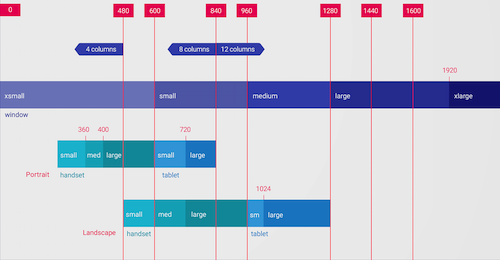 0 480 600 840 960 1280 1440 1600
4 columns 8 columns 12 columns
1920
xsmall small medium large xlarge
window
360 400 720
small med large small large
Portrait handset tablet
1024
small med large sm large
Landscape handset tablet